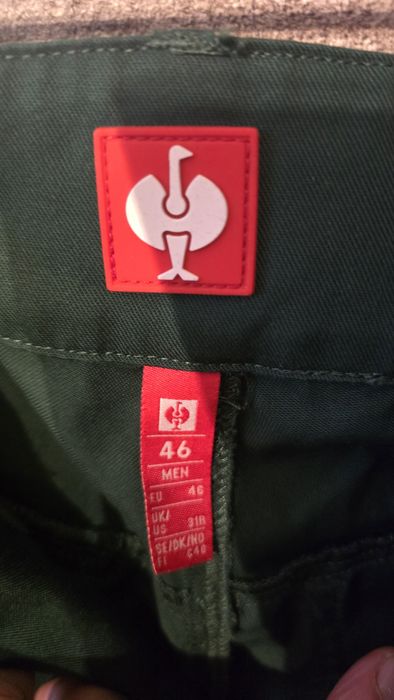 46
MEN
EU 46
UK/
US 31R
SE/DK/NO
FI C46